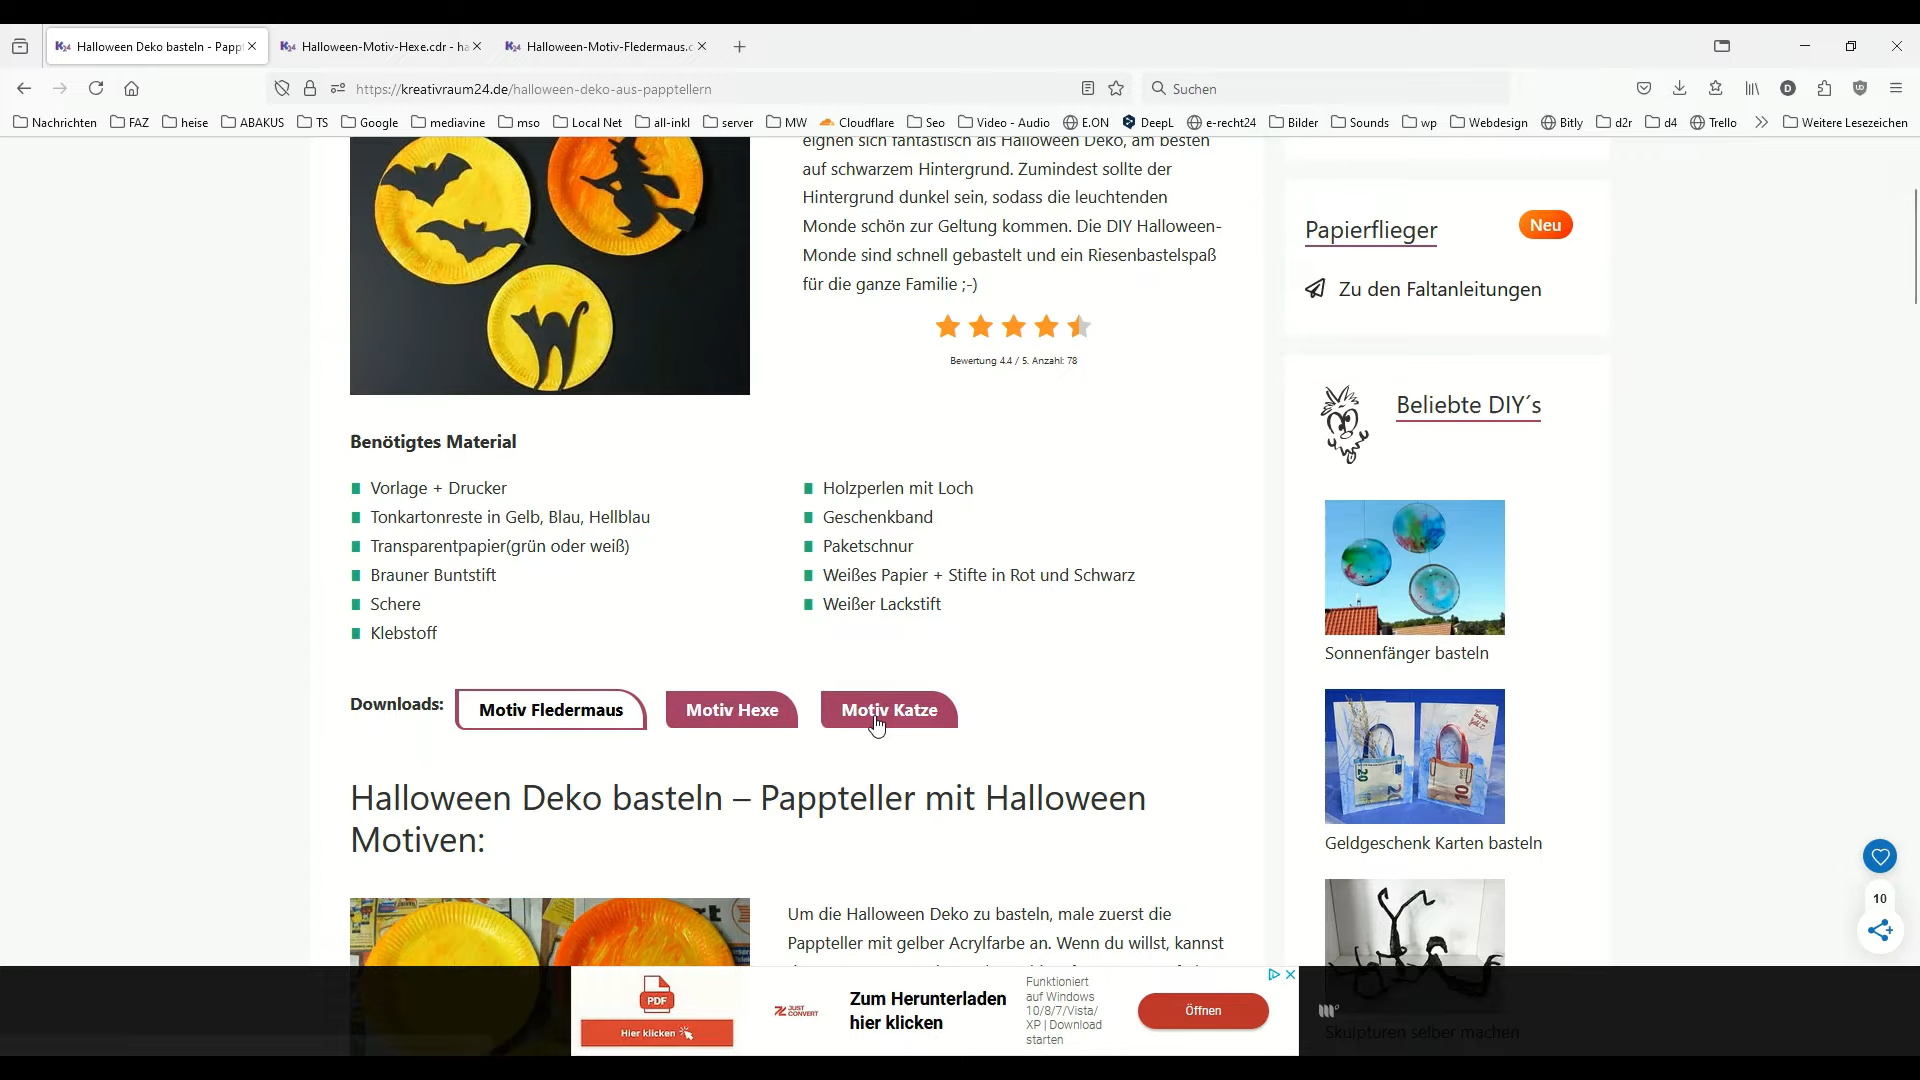 Halloween Deko basteln - Papp
Halloween-Motiv-Hexe.cdr - ha
Halloween-Motiv-Fledermaus.c
https://kreativraum24.de/halloween-deko-aus-papptellern
Suchen
Nachrichten FAZ heise ABAKUS TS Google mediavine mso Local Net all-inkl server MW Cloudflare Seo Video - Audio E.ON DeepL e-recht24 Bilder Sounds wp Webdesign Bitly d2r d4 Trello Weitere Lesezeichen
eignen sich fantastisch als Halloween Deko, am besten
auf schwarzem Hintergrund. Zumindest sollte der
Hintergrund dunkel sein, sodass die leuchtenden
Monde schön zur Geltung kommen. Die DIY Halloween-
Monde sind schnell gebastelt und ein Riesenbastelspaß
für die ganze Familie ;-)
Bewertung 4.4 / 5. Anzahl: 78
Benötigtes Material
Vorlage + Drucker
Tonkartonreste in Gelb, Blau, Hellblau
Transparentpapier(grün oder weiß)
Brauner Buntstift
Schere
Klebstoff
Holzperlen mit Loch
Geschenkband
Paketschnur
Weißes Papier + Stifte in Rot und Schwarz
Weißer Lackstift
Downloads: Motiv Fledermaus Motiv Hexe Motiv Katze
Halloween Deko basteln – Pappteller mit Halloween
Motiven:
Um die Halloween Deko zu basteln, male zuerst die
Pappteller mit gelber Acrylfarbe an. Wenn du willst, kannst
Papierflieger
Neu
Zu den Faltanleitungen
Beliebte DIY´s
Sonnenfänger basteln
Geldgeschenk Karten basteln
Skulpturen selber machen
10
PDF
Hier klicken
JUST
CONVERT
Zum Herunterladen
hier klicken
Funktioniert
auf Windows
10/8/7/Vista/
XP | Download
starten
Öffnen